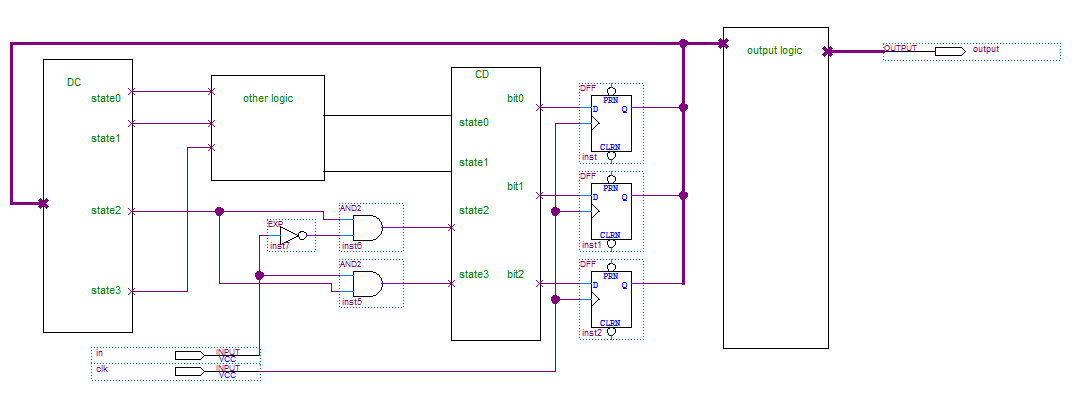 DC
state0
state1
state2
state3
other logic
CD
state0
state1
state2
state3
bit0
bit1
bit2
EXP
inst7
AND2
inst6
AND2
inst5
DFF
PRN
D
Q
CLRN
inst
DFF
PRN
D
Q
CLRN
inst1
DFF
PRN
D
Q
CLRN
inst2
output logic
OUTPUT
output
in
INPUT
VCC
clk
INPUT
VCC